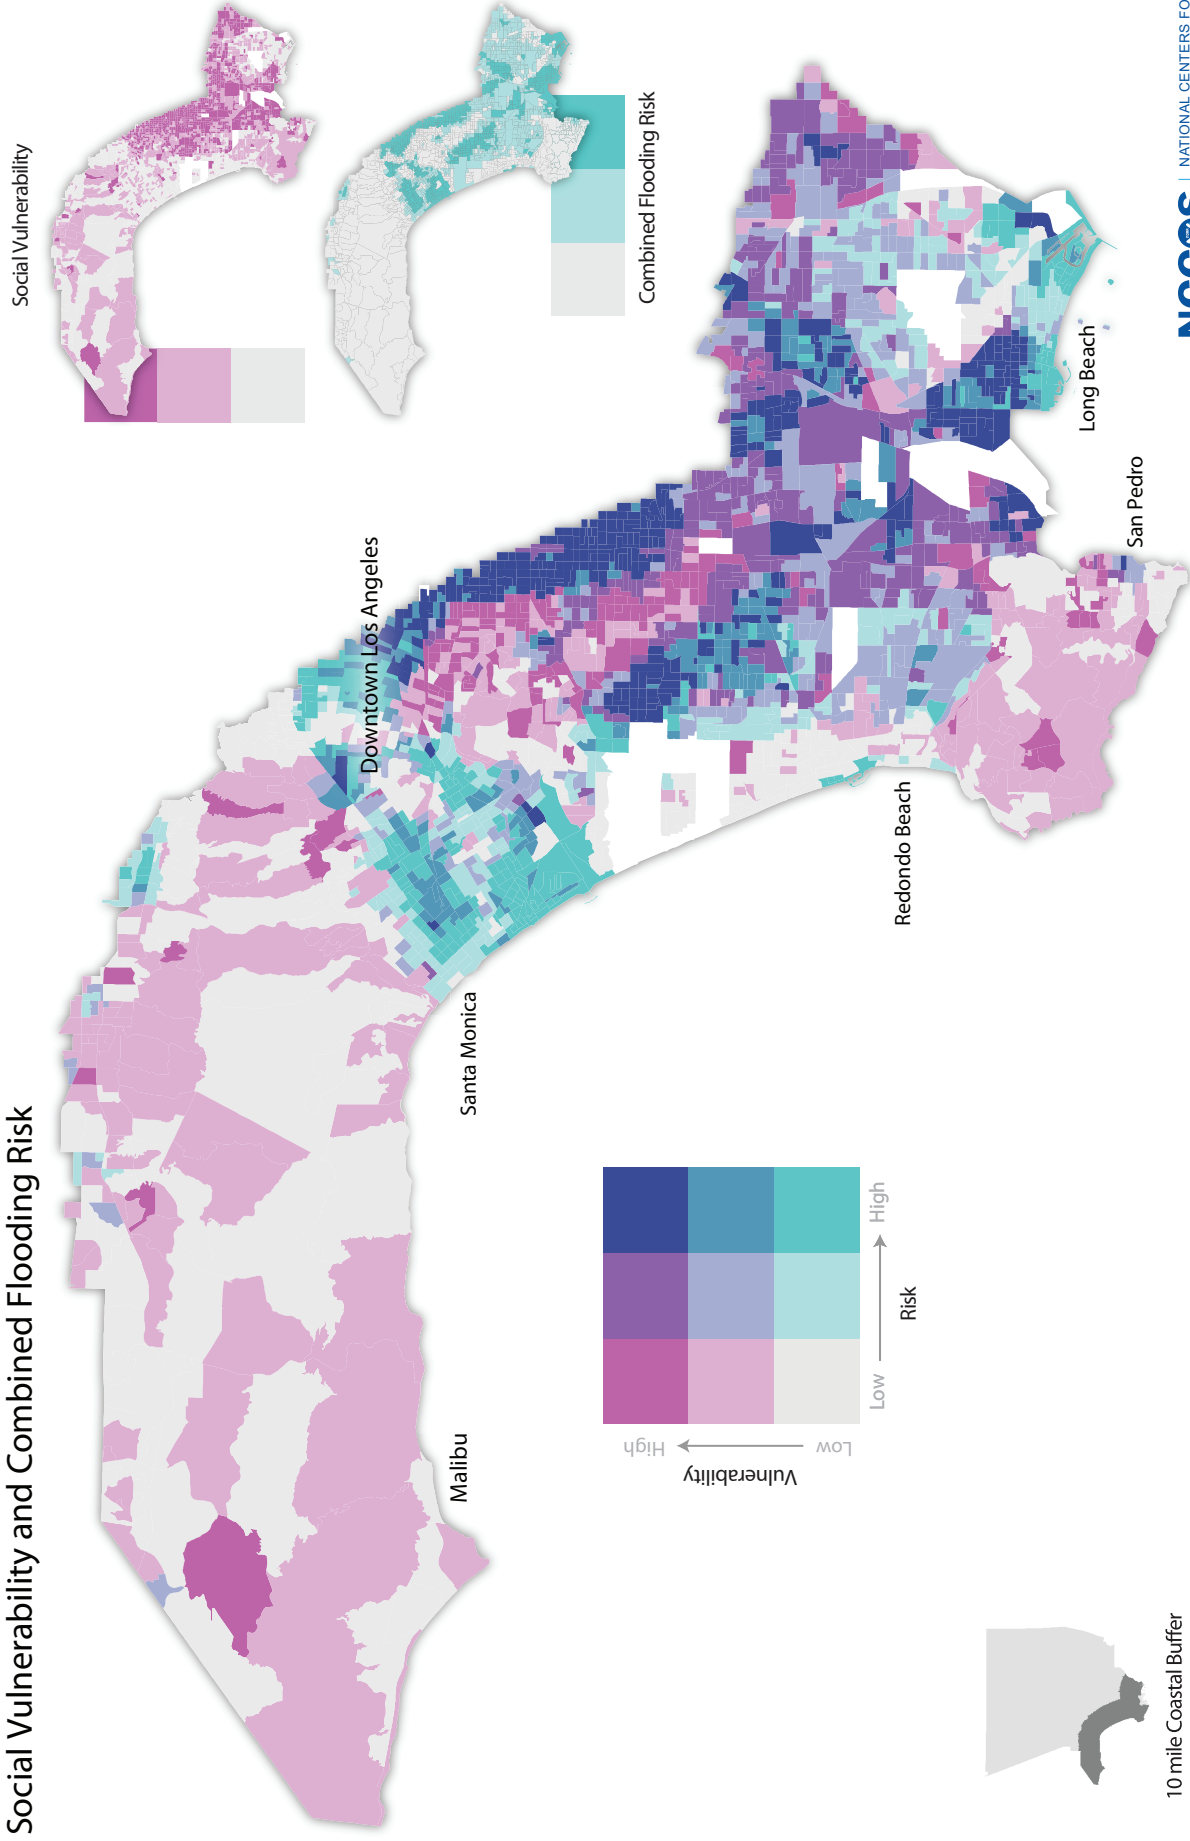 Social Vulnerability and Combined Flooding Risk
Social Vulnerability
Combined Flooding Risk
Downtown Los Angeles
Santa Monica
Malibu
Redondo Beach
Long Beach
San Pedro
High
Low
Vulnerability
Low
High
Risk
10 mile Coastal Buffer
NCCOS | NATIONAL CENTERS FO